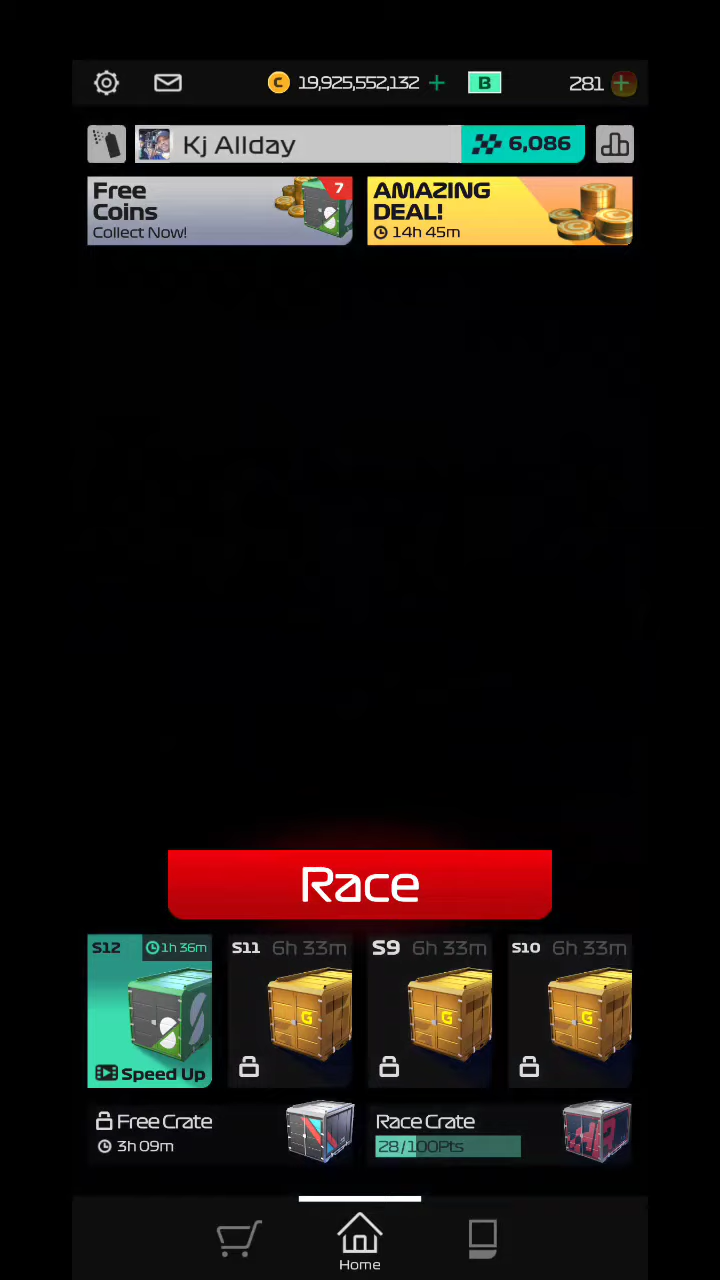 C 19,925,552,132 + B 281 +
Kj Allday 6,086
Free
Coins
Collect Now!
7
AMAZING
DEAL!
14h 45m
Race
S12 1h 36m
Speed Up
S11 6h 33m
G
S9 6h 33m
G
S10 6h 33m
G
Free Crate
3h 09m
Race Crate
28/100Pts
Home